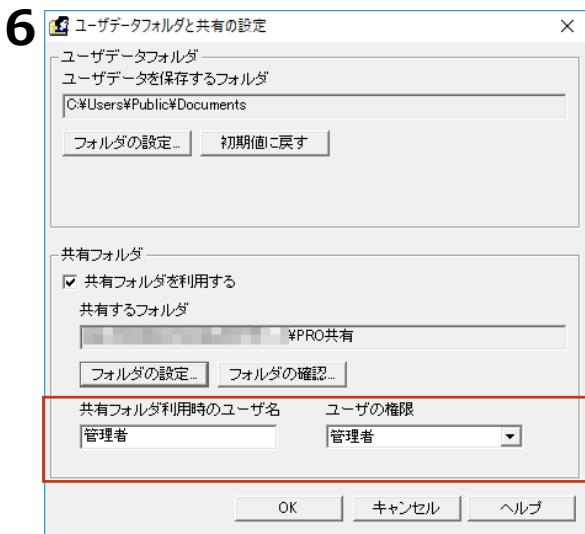 6
ユーザデータフォルダと共有の設定
ユーザデータフォルダ
ユーザデータを保存するフォルダ
C:¥Users¥Public¥Documents
フォルダの設定... 初期値に戻す
共有フォルダ
共有フォルダを利用する
共有するフォルダ
¥PRO共有
フォルダの設定... フォルダの確認...
共有フォルダ利用時のユーザ名 ユーザの権限
管理者 管理者
OK キャンセル ヘルプ